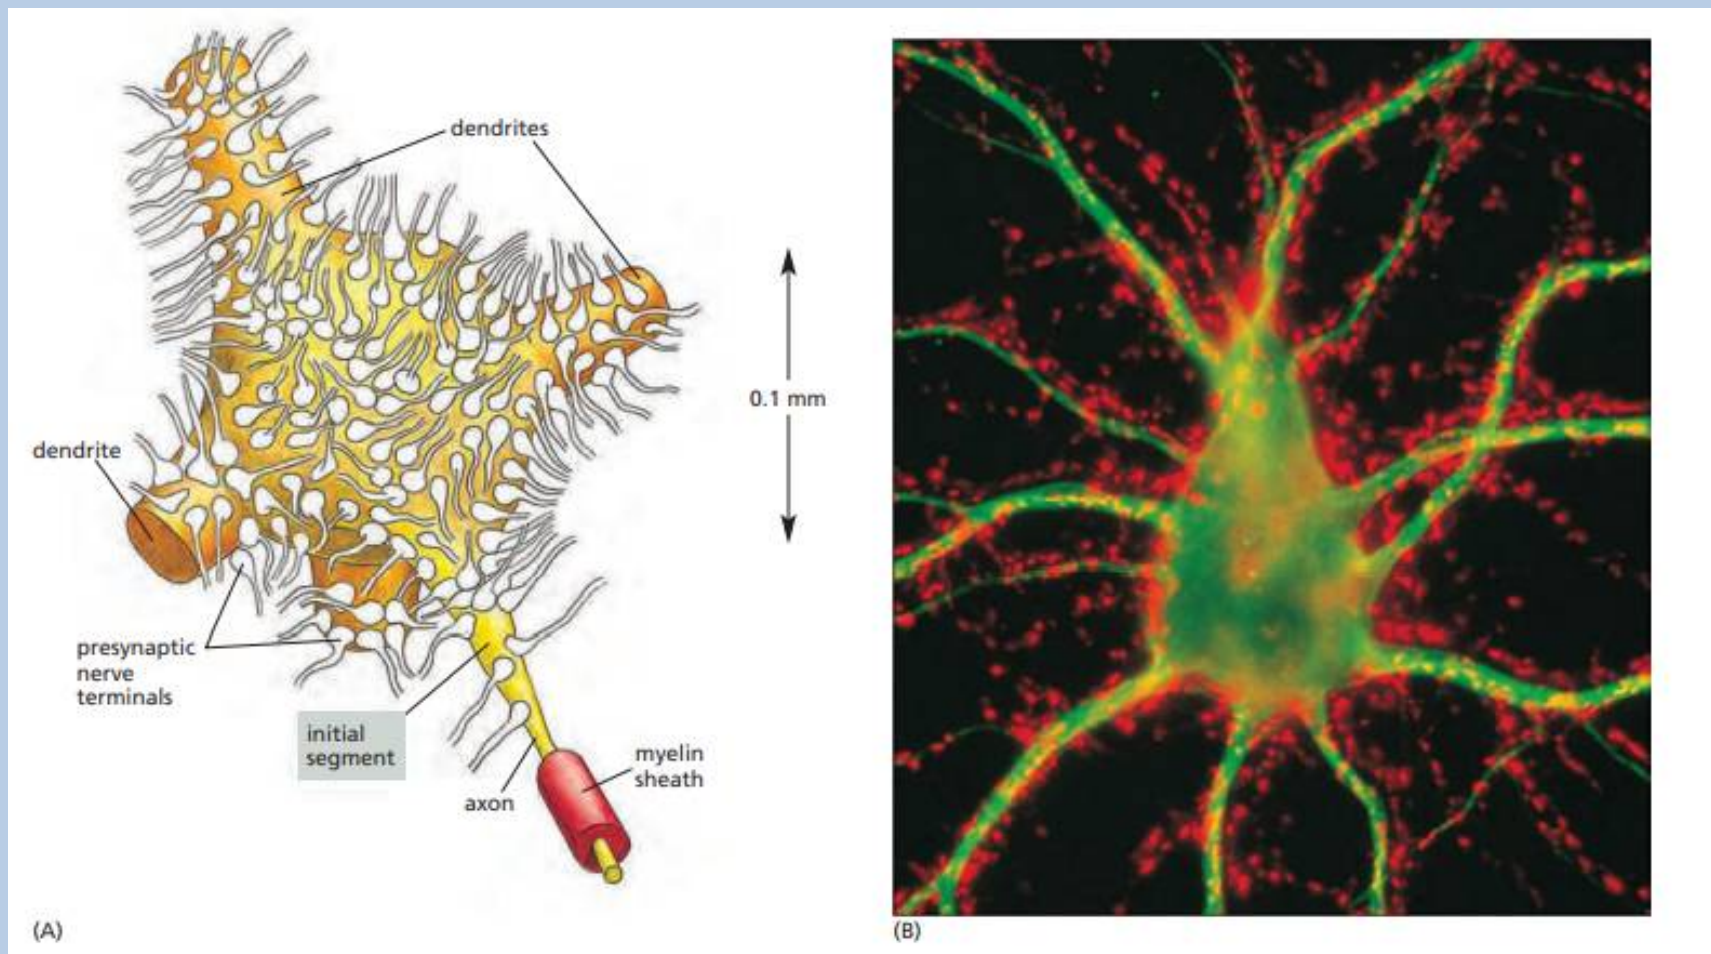 dendrites
0.1 mm
dendrite
presynaptic
nerve
terminals
initial
segment
myelin
sheath
axon
(A)
(B)